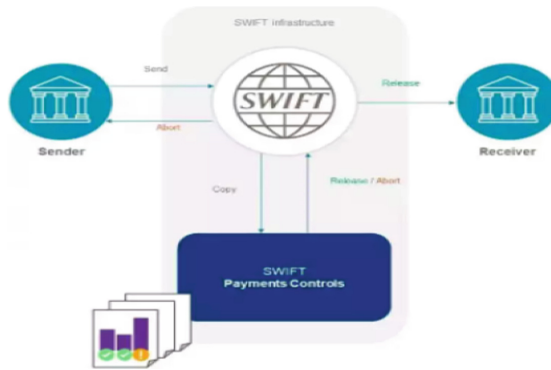 SWIFT infrastructure
Send
SWIFT
Release
Abort
Sender
Receiver
Copy
Release / Abort
SWIFT
Payments Controls